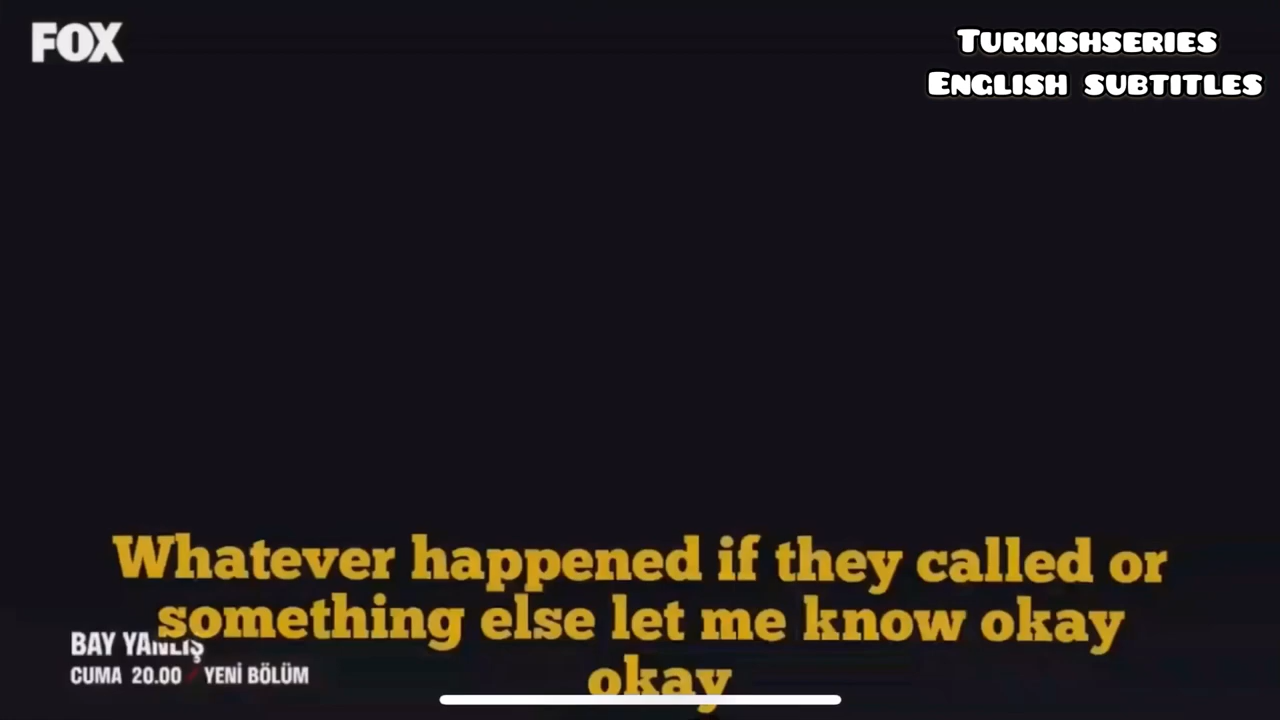 FOX
TURKISHSERIES
ENGLISH SUBTITLES
Whatever happened if they called or
something else let me know okay
okay
BAY YANLIŞ
CUMA 20.00 / YENİ BÖLÜM